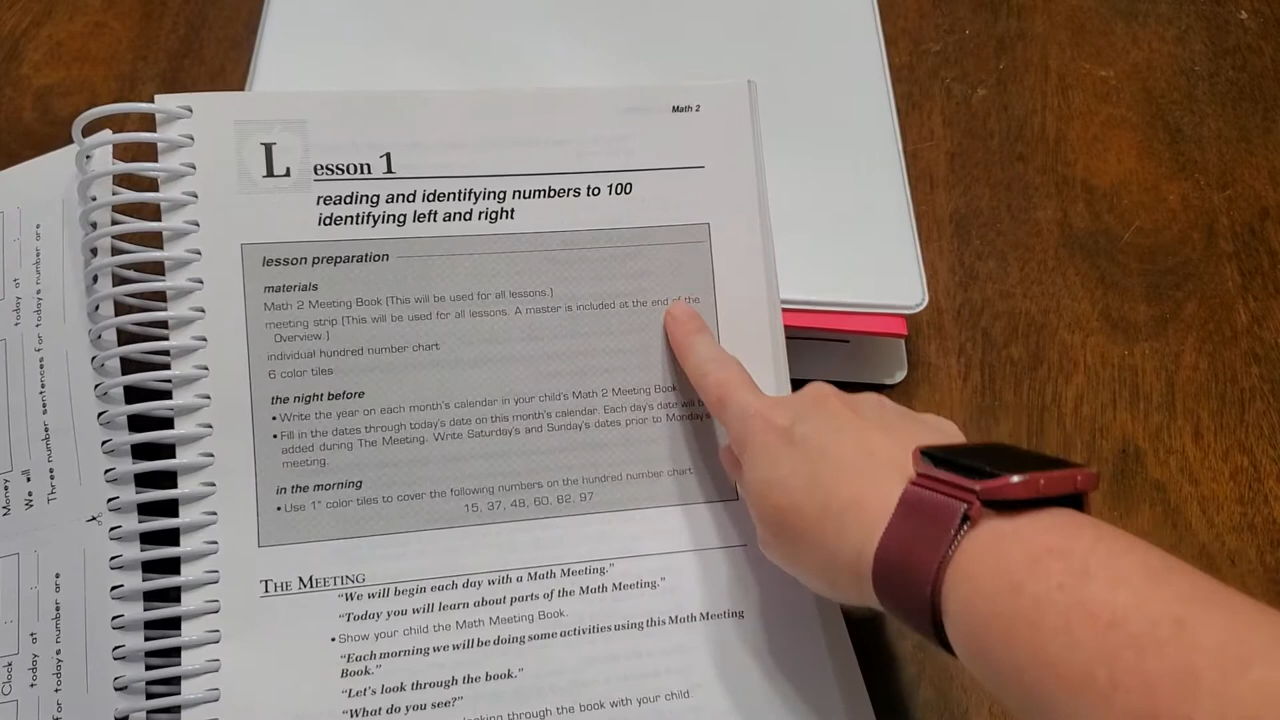 Math 2
Lesson 1
reading and identifying numbers to 100
identifying left and right
lesson preparation
materials
Math 2 Meeting Book [This will be used for all lessons.]
meeting strip [This will be used for all lessons. A master is included at the end of the
Overview.]
individual hundred number chart
6 color tiles
the night before
• Write the year on each month's calendar in your child's Math 2 Meeting Book
• Fill in the dates through today's date on this month's calendar. Each day's date will
added during The Meeting. Write Saturday's and Sunday's dates prior to Monday's
meeting.
in the morning
• Use 1" color tiles to cover the following numbers on the hundred number chart
15, 37, 48, 60, 82, 97
THE MEETING
"We will begin each day with a Math Meeting."
"Today you will learn about parts of the Math Meeting."
• Show your child the Math Meeting Book.
"Each morning we will be doing some activities using this Math Meeting
Book."
"Let's look through the book."
"What do you see?"
through the book with your child.
Money
We will
today at :
Three number sentences for today's number are
Clock :
today at :
for today's number are